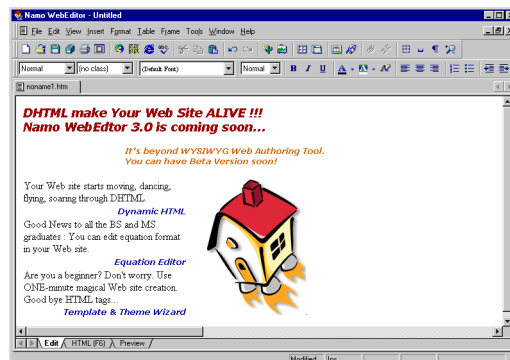 Namo WebEditor - Untitled
File Edit View Insert Format Table Frame Tools Window Help
Normal (no class) (Default Font) Normal B I U A A
noname1.htm
DHTML make Your Web Site ALIVE !!!
Namo WebEdtor 3.0 is coming soon...
It's beyond WYSIWYG Web Authoring Tool.
You can have Beta Version soon!
Your Web site starts moving, dancing,
flying, soaring through DHTML.
Dynamic HTML
Good News to all the BS and MS
graduates : You can edit equation format
in your Web site.
Equation Editor
Are you a beginner? Don't worry. Use
ONE-minute magical Web site creation.
Good bye HTML tags...
Template & Theme Wizard
Edit HTML (F6) Preview
Modified Ins